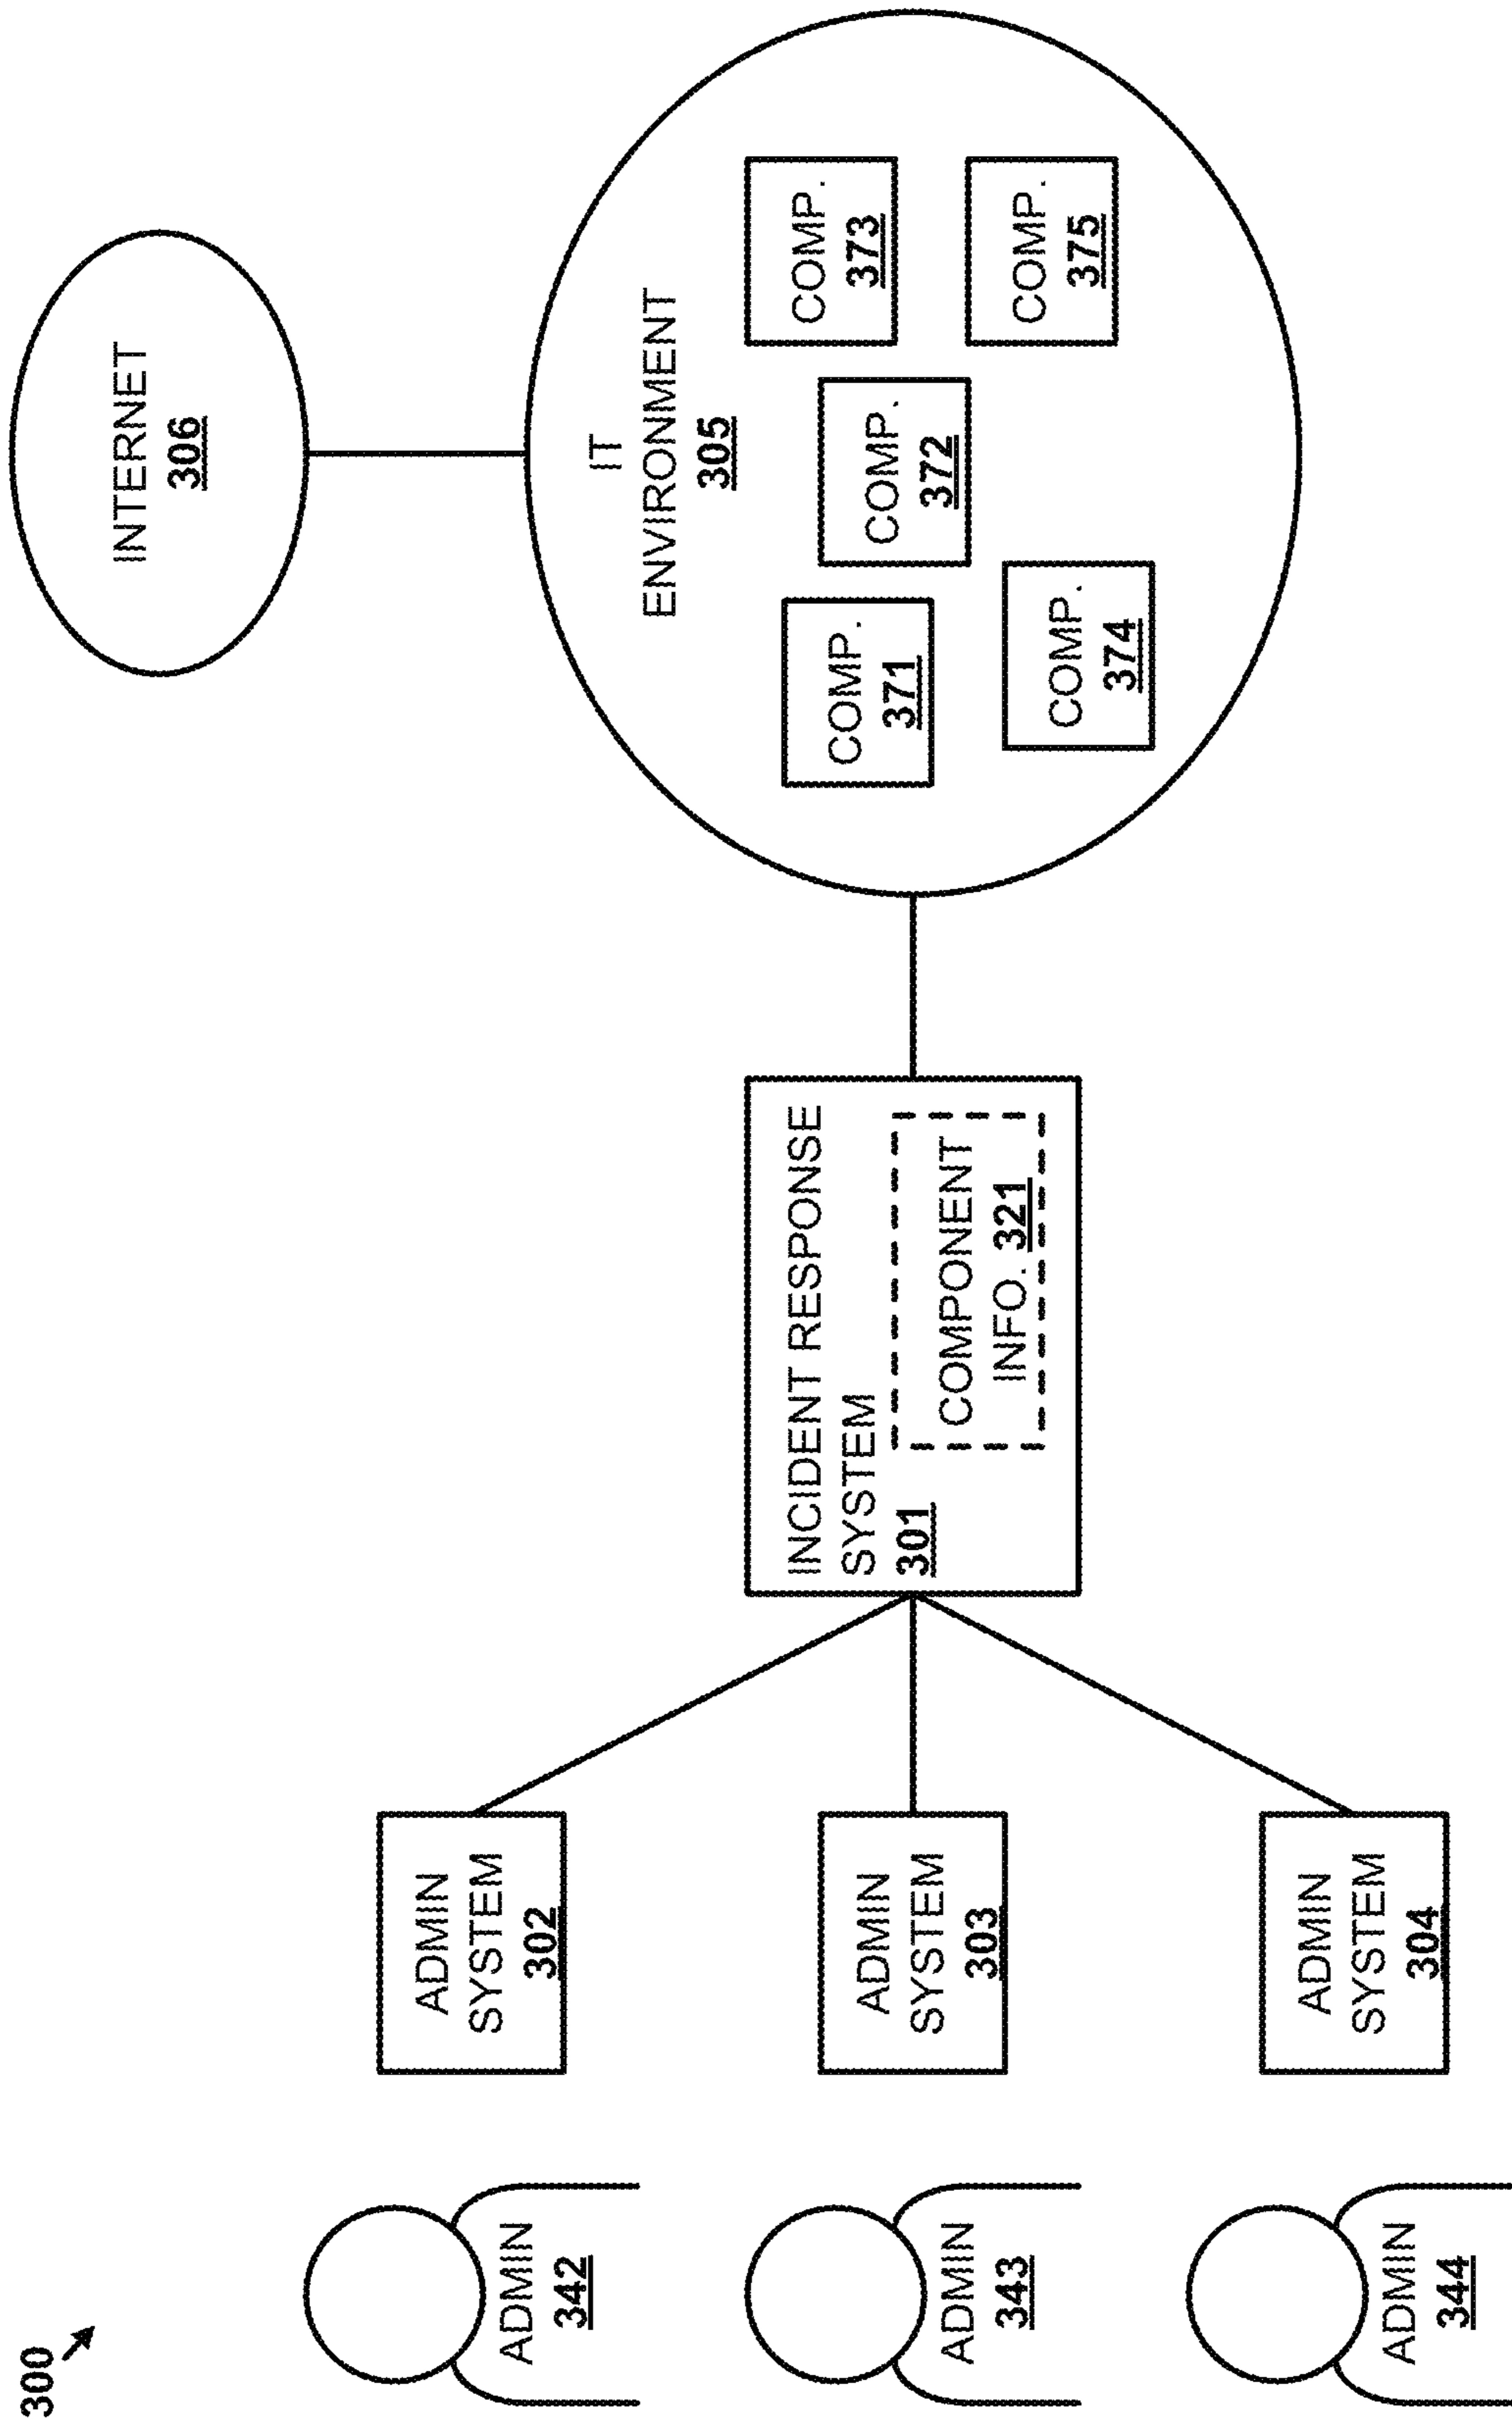 300
INTERNET
306
IT
ENVIRONMENT
305
COMP.
371
COMP.
372
COMP.
373
COMP.
374
COMP.
375
INCIDENT RESPONSE
SYSTEM
301
COMPONENT
INFO. 321
ADMIN
SYSTEM
302
ADMIN
SYSTEM
303
ADMIN
SYSTEM
304
ADMIN
342
ADMIN
343
ADMIN
344